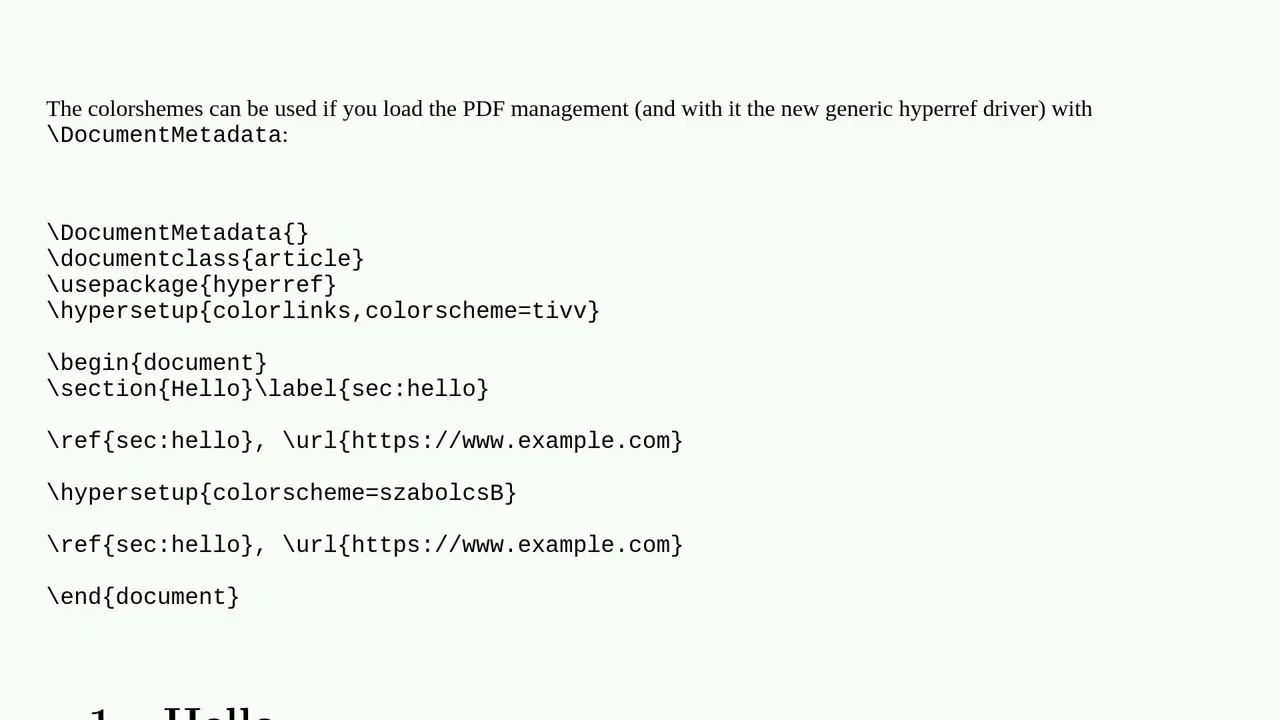 The colorshemes can be used if you load the PDF management (and with it the new generic hyperref driver) with
\DocumentMetadata:
\DocumentMetadata{}
\documentclass{article}
\usepackage{hyperref}
\hypersetup{colorlinks,colorscheme=tivv}
\begin{document}
\section{Hello}\label{sec:hello}
\ref{sec:hello}, \url{https://www.example.com}
\hypersetup{colorscheme=szabolcsB}
\ref{sec:hello}, \url{https://www.example.com}
\end{document}
1 Hello